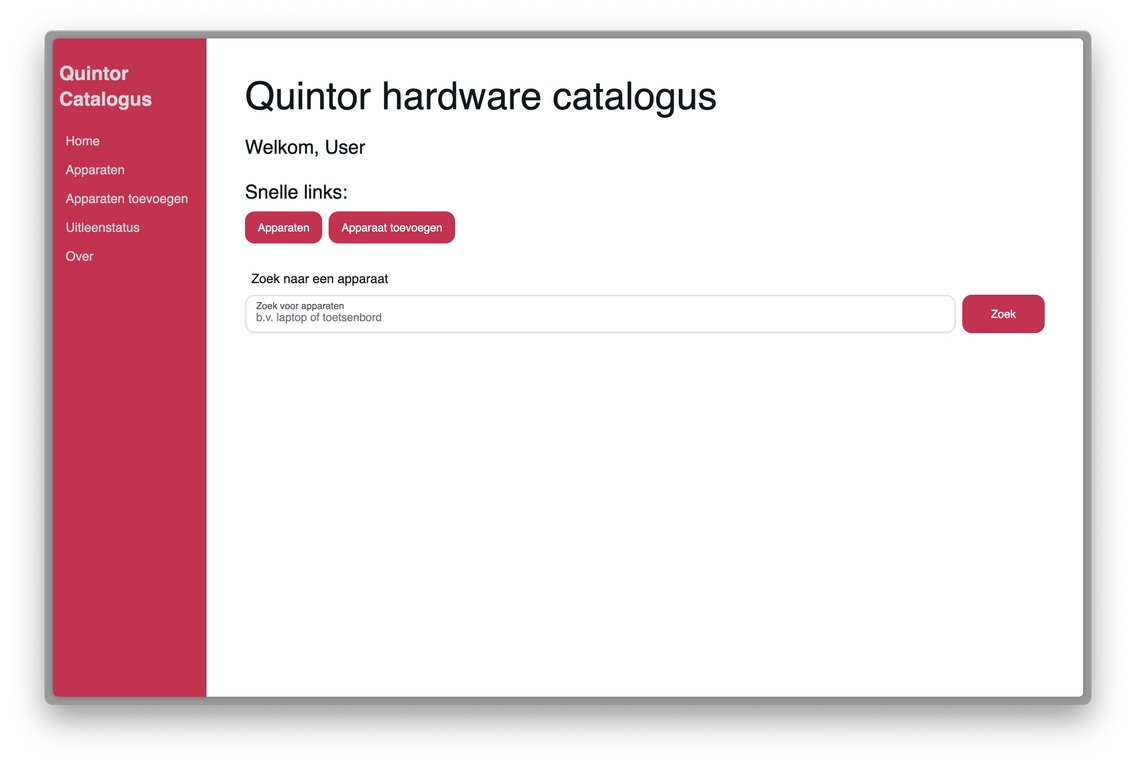 Quintor
Catalogus
Home
Apparaten
Apparaten toevoegen
Uitleenstatus
Over
Quintor hardware catalogus
Welkom, User
Snelle links:
Apparaten
Apparaat toevoegen
Zoek naar een apparaat
Zoek voor apparaten
b.v. laptop of toetsenbord
Zoek